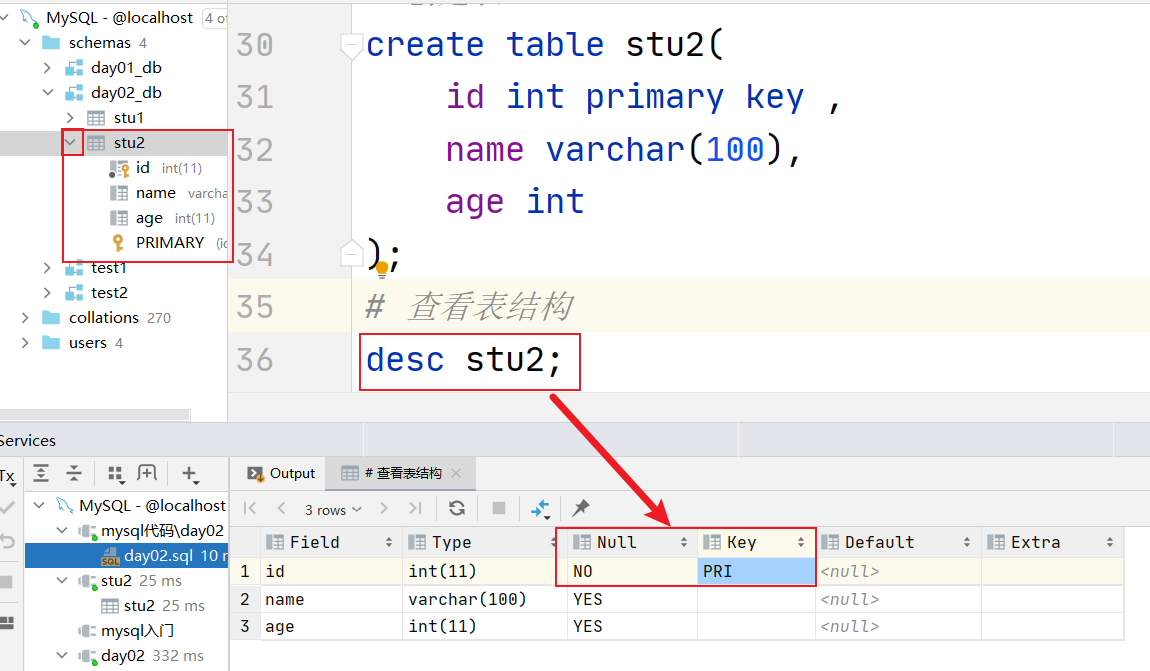 MySQL - @localhost 4 of
schemas 4
day01_db
day02_db
stu1
stu2
id int(11)
name varcha
age int(11)
PRIMARY (id
test1
test2
collations 270
users 4
30 create table stu2(
31 id int primary key ,
32 name varchar(100),
33 age int
34 );
35 # 查看表结构
36 desc stu2;
Services
Tx
MySQL - @localhost
mysql代码\day02
day02.sql 10 r
stu2 25 ms
stu2 25 ms
mysql入门
day02 332 ms
Output # 查看表结构
3 rows
Field Type Null Key Default Extra
1 id int(11) NO PRI <null>
2 name varchar(100) YES <null>
3 age int(11) YES <null>